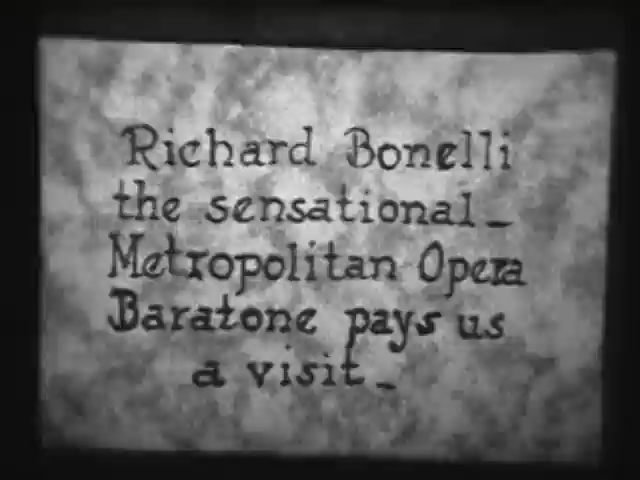 Richard Bonelli
the sensational_
Metropolitan Opera
Baratone pays us
a visit_